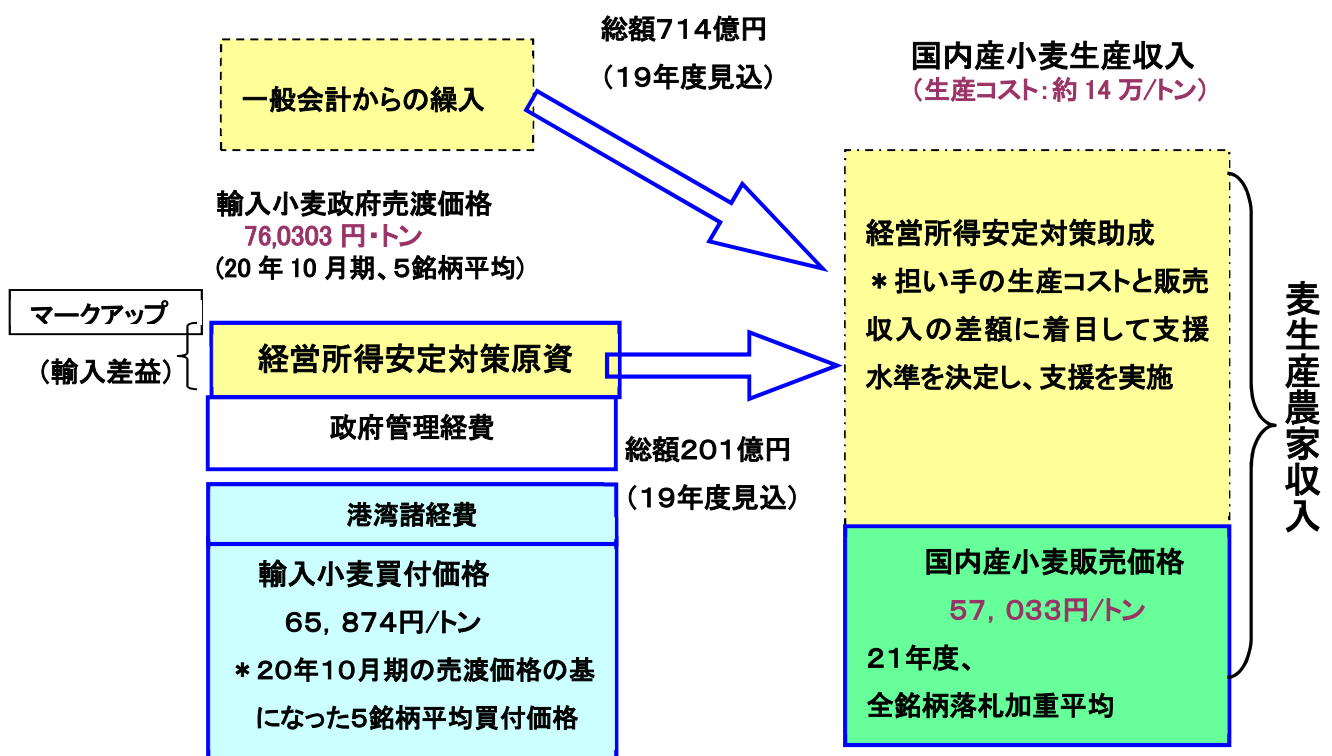 総額714億円
（19年度見込）
国内産小麦生産収入
（生産コスト：約14万/トン）
一般会計からの繰入
輸入小麦政府売渡価格
76,0303 円・トン
(20 年 10 月期、５銘柄平均)
マークアップ
（輸入差益）
経営所得安定対策原資
政府管理経費
総額２０１億円
（１９年度見込）
港湾諸経費
輸入小麦買付価格
６５，８７４円/トン
＊２０年１０月期の売渡価格の基
になった５銘柄平均買付価格
経営所得安定対策助成
＊担い手の生産コストと販売
収入の差額に着目して支援
水準を決定し、支援を実施
国内産小麦販売価格
５７，０３３円/トン
２１年度、
全銘柄落札加重平均
麦生産農家収入